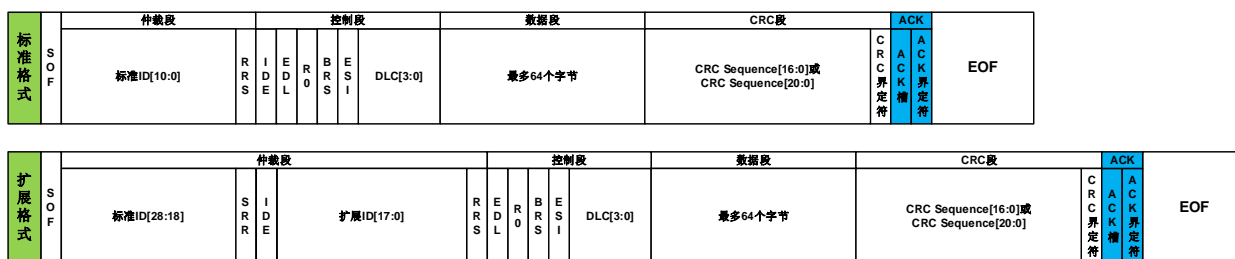 标准格式
SOF
仲裁段
控制段
数据段
CRC段
ACK
标准ID[10:0]
RRS
IDE
EDL
R0
BRS
ESI
DLC[3:0]
最多64个字节
CRC Sequence[16:0]或
CRC Sequence[20:0]
CRC界定符
ACK槽
ACK界定符
EOF
扩展格式
SOF
仲裁段
控制段
数据段
CRC段
ACK
标准ID[28:18]
SRR
IDE
扩展ID[17:0]
RRS
EDL
R0
BRS
ESI
DLC[3:0]
最多64个字节
CRC Sequence[16:0]或
CRC Sequence[20:0]
CRC界定符
ACK槽
ACK界定符
EOF